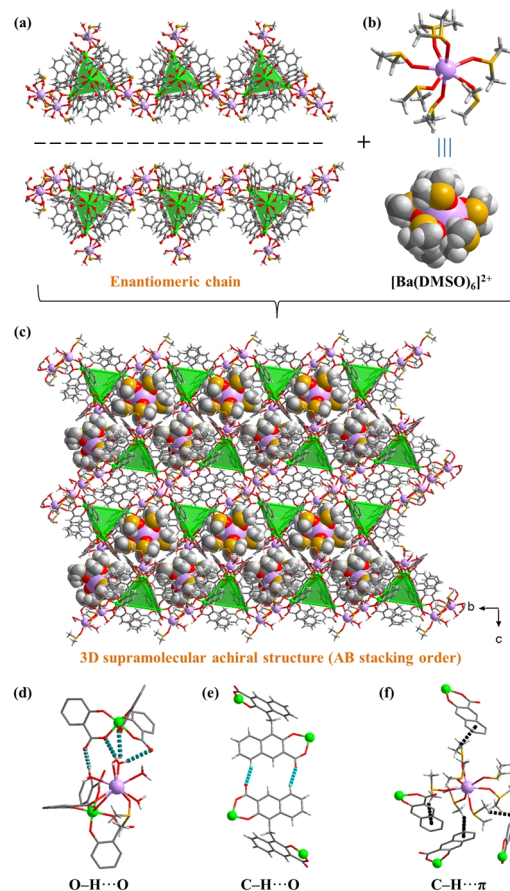 (a)
(b)
+
Enantiomeric chain
[Ba(DMSO)₆]²⁺
(c)
b
c
3D supramolecular achiral structure (AB stacking order)
(d)
(e)
(f)
O–H···O
C–H···O
C–H···π